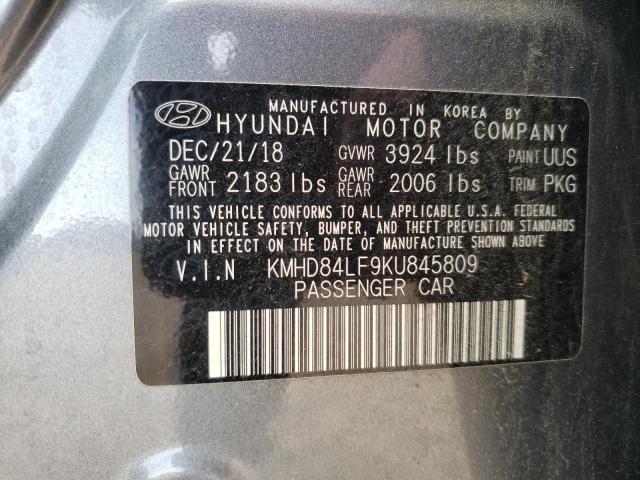 MANUFACTURED IN KOREA BY
HYUNDAI MOTOR COMPANY
DEC/21/18 GVWR 3924 lbs PAINT UUS
GAWR FRONT 2183 lbs GAWR REAR 2006 lbs TRIM PKG
THIS VEHICLE CONFORMS TO ALL APPLICABLE U.S.A. FEDERAL
MOTOR VEHICLE SAFETY, BUMPER, AND THEFT PREVENTION STANDARDS
IN EFFECT ON THE DATE OF MANUFACTURE SHOWN ABOVE.
V.I.N KMHD84LF9KU845809
PASSENGER CAR